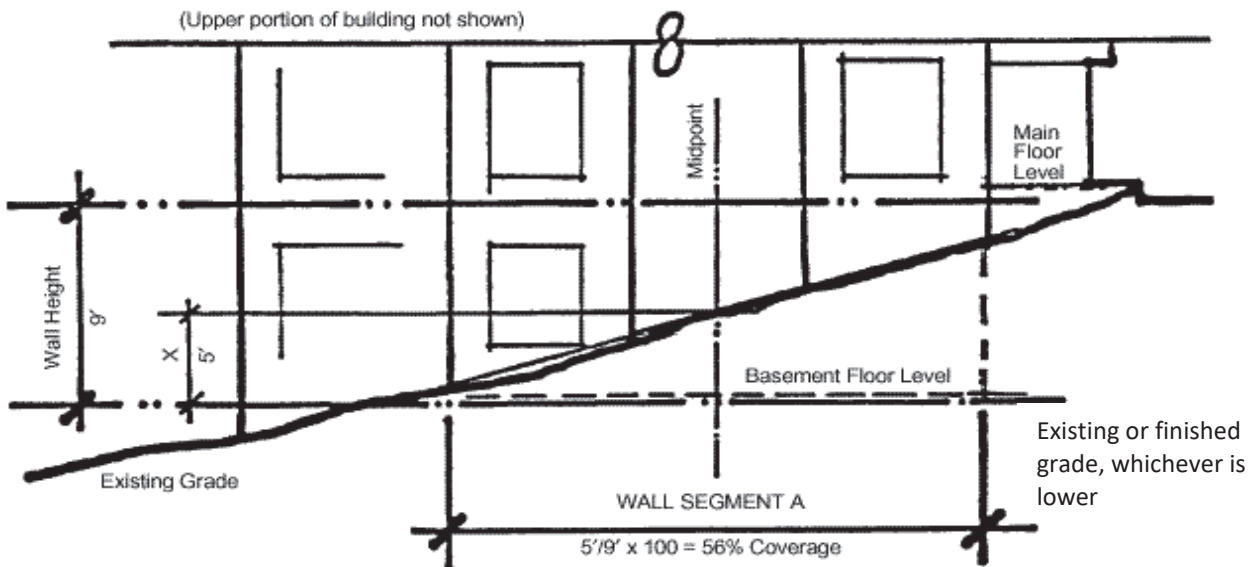 (Upper portion of building not shown)
8
Midpoint
Main
Floor
Level
Wall Height
9′
X
5′
Basement Floor Level
Existing Grade
Existing or finished
grade, whichever is
lower
WALL SEGMENT A
5′/9′ x 100 = 56% Coverage